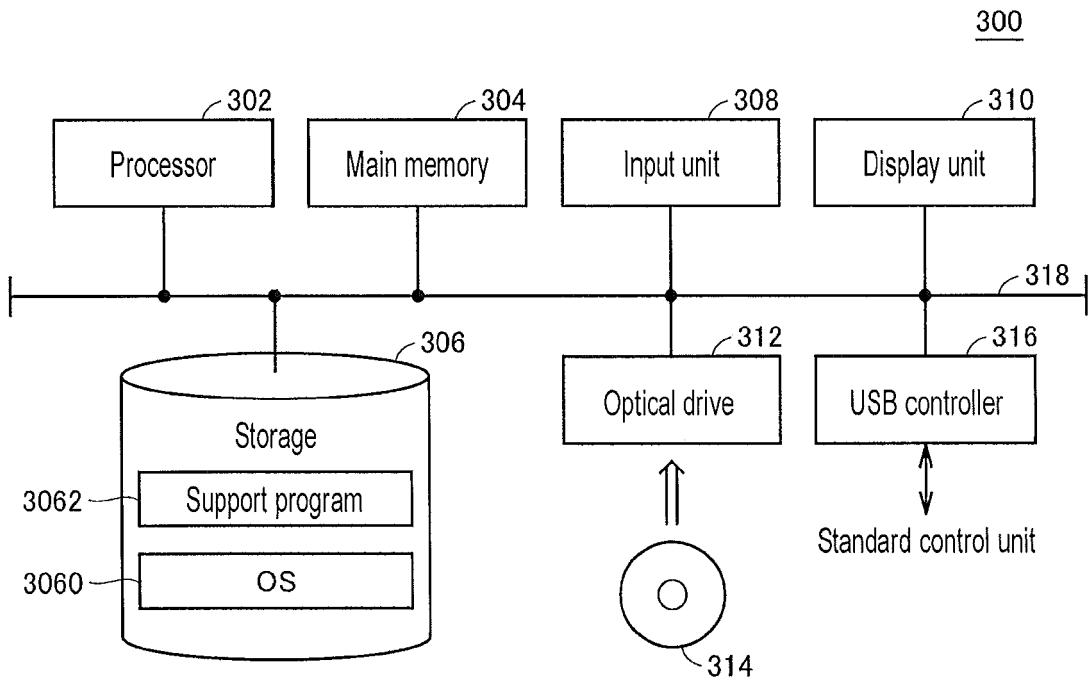 300
302
304
308
310
Processor
Main memory
Input unit
Display unit
318
306
312
316
Storage
Optical drive
USB controller
3062
Support program
Standard control unit
3060
OS
314